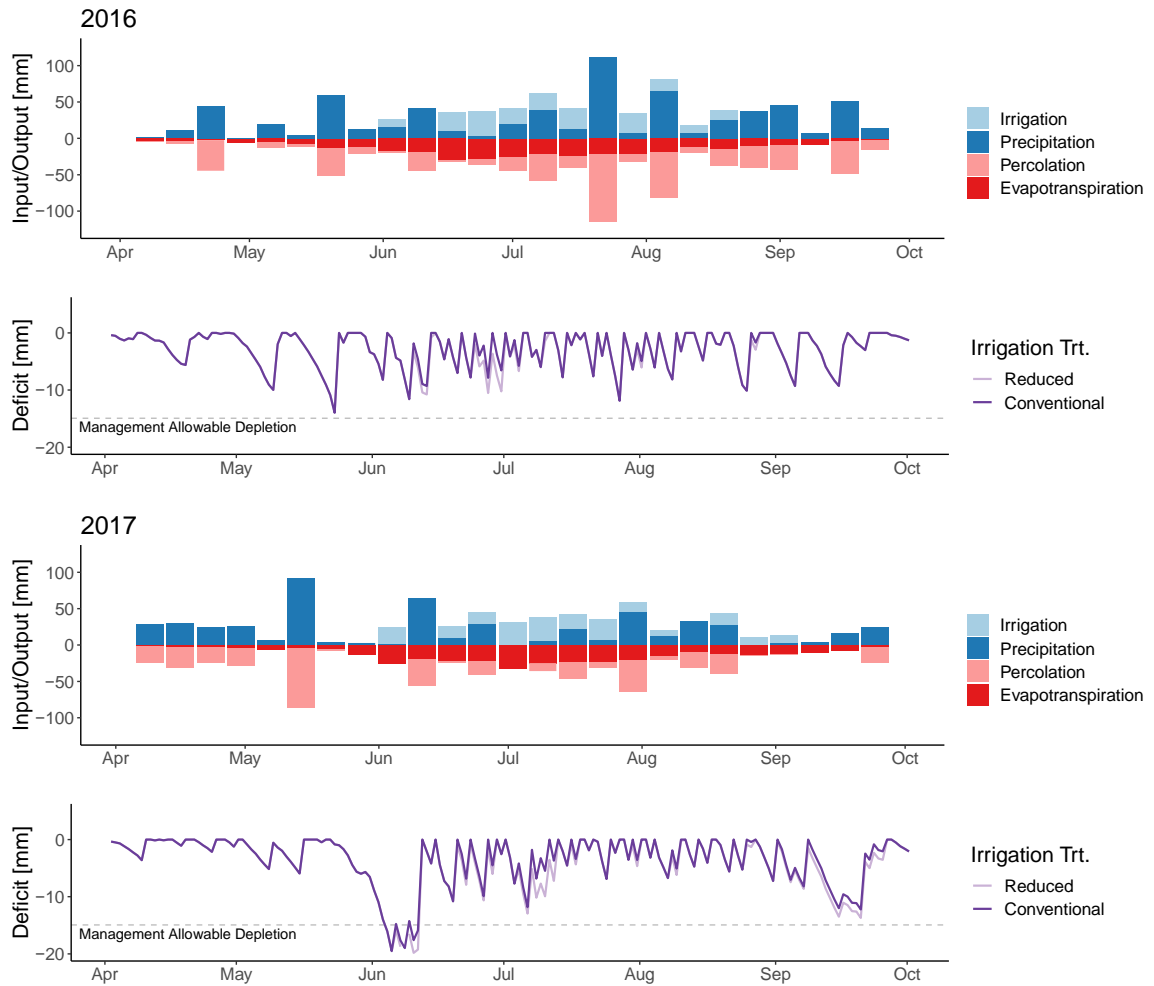 2016
Input/Output [mm]
100
50
0
−50
−100
Apr May Jun Jul Aug Sep Oct
Irrigation
Precipitation
Percolation
Evapotranspiration
Deficit [mm]
0
−10
−20
Management Allowable Depletion
Apr May Jun Jul Aug Sep Oct
Irrigation Trt.
Reduced
Conventional
2017
Input/Output [mm]
100
50
0
−50
−100
Apr May Jun Jul Aug Sep Oct
Irrigation
Precipitation
Percolation
Evapotranspiration
Deficit [mm]
0
−10
−20
Management Allowable Depletion
Apr May Jun Jul Aug Sep Oct
Irrigation Trt.
Reduced
Conventional